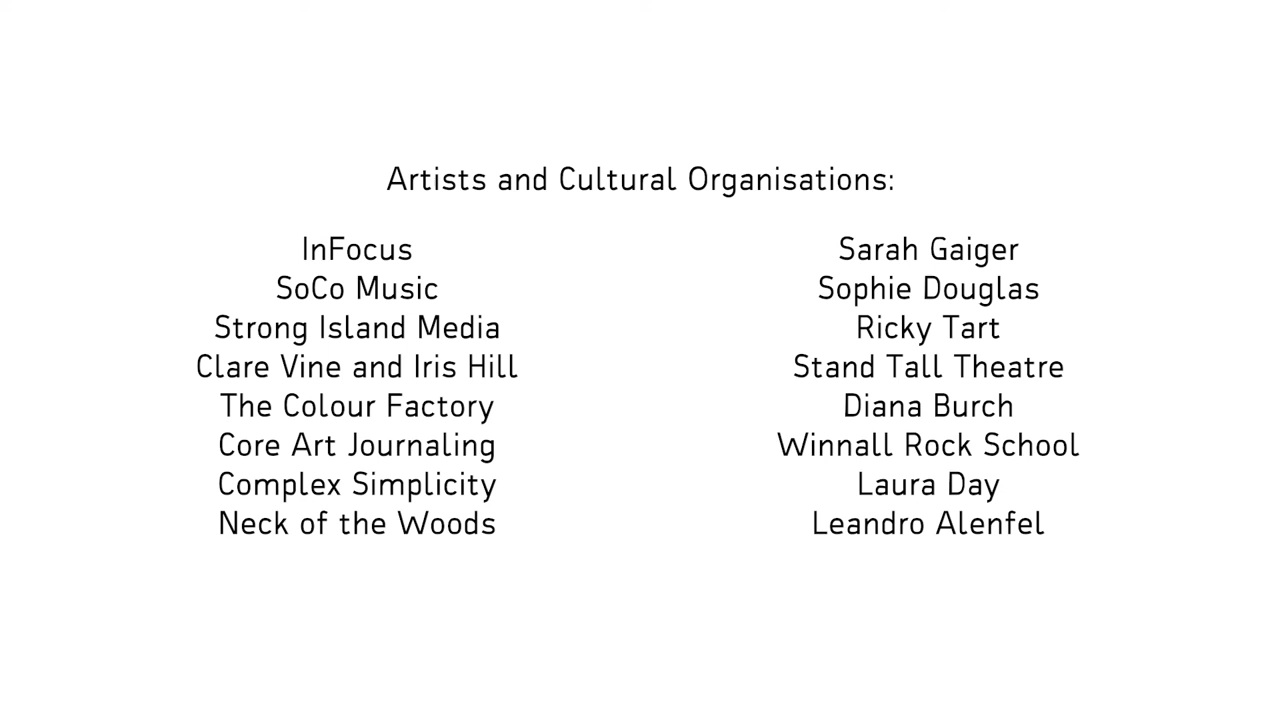 Artists and Cultural Organisations:
InFocus
SoCo Music
Strong Island Media
Clare Vine and Iris Hill
The Colour Factory
Core Art Journaling
Complex Simplicity
Neck of the Woods
Sarah Gaiger
Sophie Douglas
Ricky Tart
Stand Tall Theatre
Diana Burch
Winnall Rock School
Laura Day
Leandro Alenfel